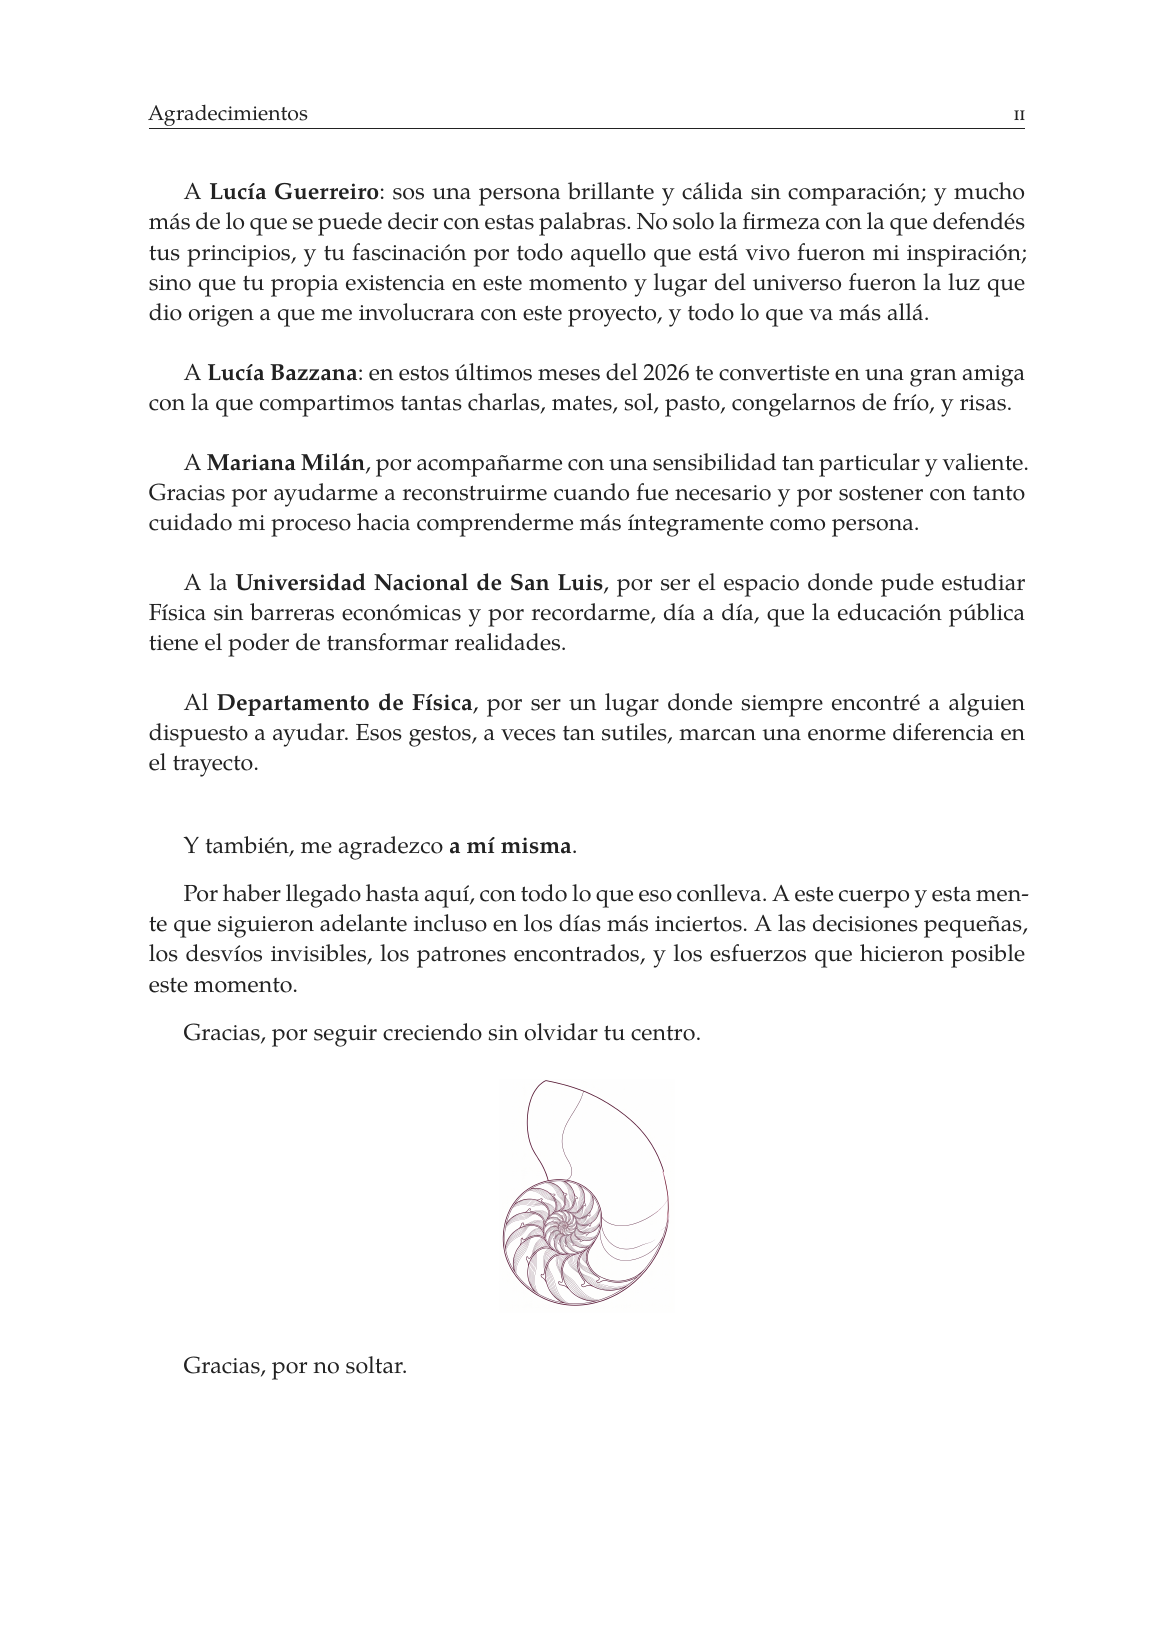 Agradecimientos II
A Lucía Guerreiro: sos una persona brillante y cálida sin comparación; y mucho
más de lo que se puede decir con estas palabras. No solo la firmeza con la que defendés
tus principios, y tu fascinación por todo aquello que está vivo fueron mi inspiración;
sino que tu propia existencia en este momento y lugar del universo fueron la luz que
dio origen a que me involucrara con este proyecto, y todo lo que va más allá.
A Lucía Bazzana: en estos últimos meses del 2026 te convertiste en una gran amiga
con la que compartimos tantas charlas, mates, sol, pasto, congelarnos de frío, y risas.
A Mariana Milán, por acompañarme con una sensibilidad tan particular y valiente.
Gracias por ayudarme a reconstruirme cuando fue necesario y por sostener con tanto
cuidado mi proceso hacia comprenderme más íntegramente como persona.
A la Universidad Nacional de San Luis, por ser el espacio donde pude estudiar
Física sin barreras económicas y por recordarme, día a día, que la educación pública
tiene el poder de transformar realidades.
Al Departamento de Física, por ser un lugar donde siempre encontré a alguien
dispuesto a ayudar. Esos gestos, a veces tan sutiles, marcan una enorme diferencia en
el trayecto.
Y también, me agradezco a mí misma.
Por haber llegado hasta aquí, con todo lo que eso conlleva. A este cuerpo y esta men-
te que siguieron adelante incluso en los días más inciertos. A las decisiones pequeñas,
los desvíos invisibles, los patrones encontrados, y los esfuerzos que hicieron posible
este momento.
Gracias, por seguir creciendo sin olvidar tu centro.
Gracias, por no soltar.